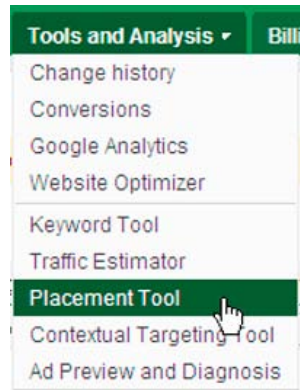 Tools and Analysis Billi
Change history
Conversions
Google Analytics
Website Optimizer
Keyword Tool
Traffic Estimator
Placement Tool
Contextual Targeting Tool
Ad Preview and Diagnosis